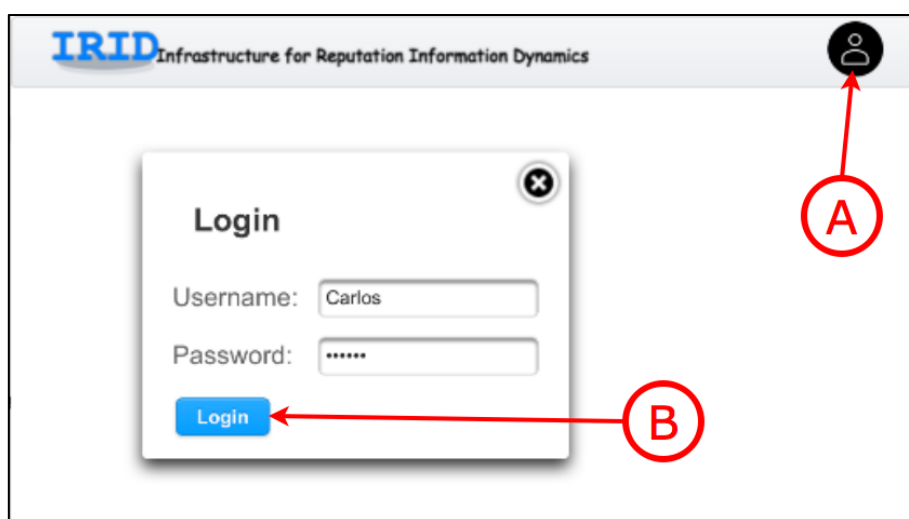 IRID Infrastructure for Reputation Information Dynamics
A
Login
Username: Carlos
Password: ••••••
Login
B